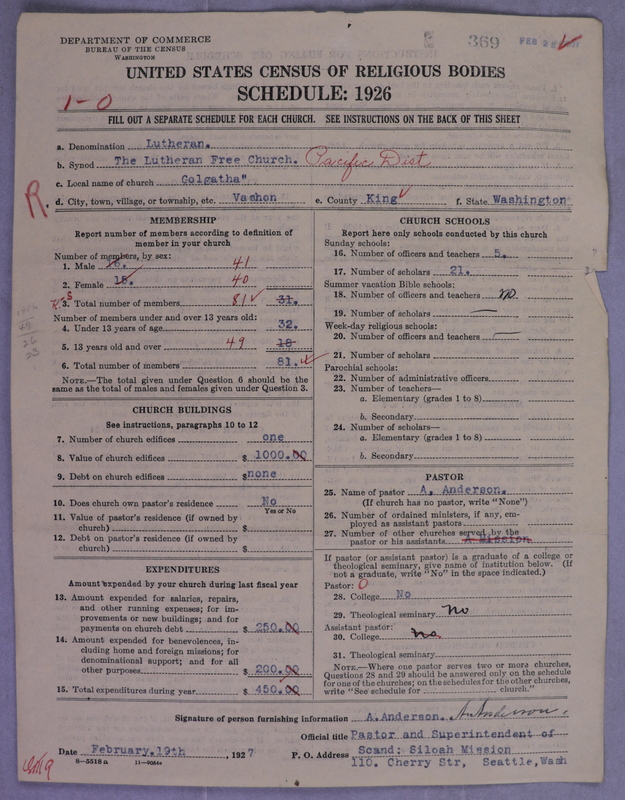 DEPARTMENT OF COMMERCE
BUREAU OF THE CENSUS
WASHINGTON
369
FEB 2
UNITED STATES CENSUS OF RELIGIOUS BODIES
SCHEDULE: 1926
1-0
FILL OUT A SEPARATE SCHEDULE FOR EACH CHURCH. SEE INSTRUCTIONS ON THE BACK OF THIS SHEET
a. Denomination Lutheran.
b. Synod The Lutheran Free Church. Pacific Dist
c. Local name of church Golgatha"
R.
d. City, town, village, or township, etc. Vashon e. County King f. State Washington
MEMBERSHIP
Report number of members according to definition of
member in your church
Number of members, by sex:
1. Male 16. 41
2. Female 15. 40
3. Total number of members 81 31.
Number of members under and over 13 years old:
4. Under 13 years of age 32.
5. 13 years old and over 49 18
6. Total number of members 81.
NOTE.—The total given under Question 6 should be
same as the total of males and females given under Question 3.
CHURCH BUILDINGS
See instructions, paragraphs 10 to 12
7. Number of church edifices one
8. Value of church edifices $ 1000.00
9. Debt on church edifices $ none
10. Does church own pastor's residence No
Yes or No
11. Value of pastor's residence (if owned by
church) $
12. Debt on pastor's residence (if owned by
church) $
EXPENDITURES
Amount expended by your church during last fiscal year
13. Amount expended for salaries, repairs,
and other running expenses; for im-
provements or new buildings; and for
payments on church debt $ 250.00
14. Amount expended for benevolences, in-
cluding home and foreign missions; for
denominational support; and for all
other purposes $ 200.00
15. Total expenditures during year $ 450.00
CHURCH SCHOOLS
Report here only schools conducted by this church
Sunday schools:
16. Number of officers and teachers 5.
17. Number of scholars 21.
Summer vacation Bible schools:
18. Number of officers and teachers no.
19. Number of scholars —
Week-day religious schools:
20. Number of officers and teachers —
21. Number of scholars
Parochial schools:
22. Number of administrative officers
23. Number of teachers—
a. Elementary (grades 1 to 8)
b. Secondary
24. Number of scholars—
a. Elementary (grades 1 to 8)
b. Secondary
PASTOR
25. Name of pastor A. Anderson.
(If church has no pastor, write "None")
26. Number of ordained ministers, if any, em-
ployed as assistant pastors
27. Number of other churches served by the
pastor or his assistants A Mission
If pastor (or assistant pastor) is a graduate of a college or
theological seminary, give name of institution below. (If
not a graduate, write "No" in the space indicated.)
Pastor: 0
28. College No
29. Theological seminary No
Assistant pastor:
30. College no
31. Theological seminary
NOTE.—Where one pastor serves two or more churches,
Questions 28 and 29 should be answered only on the schedule
for one of the churches; on the schedules for the other churches,
write "See schedule for church."
Signature of person furnishing information A. Anderson. A. Anderson.
Official title Pastor and Superintendent of
Date February.19th , 1927 P. O. Address Scand: Siloah Mission
8—5518 a 11—9064a 110. Cherry Str, Seattle, Wash